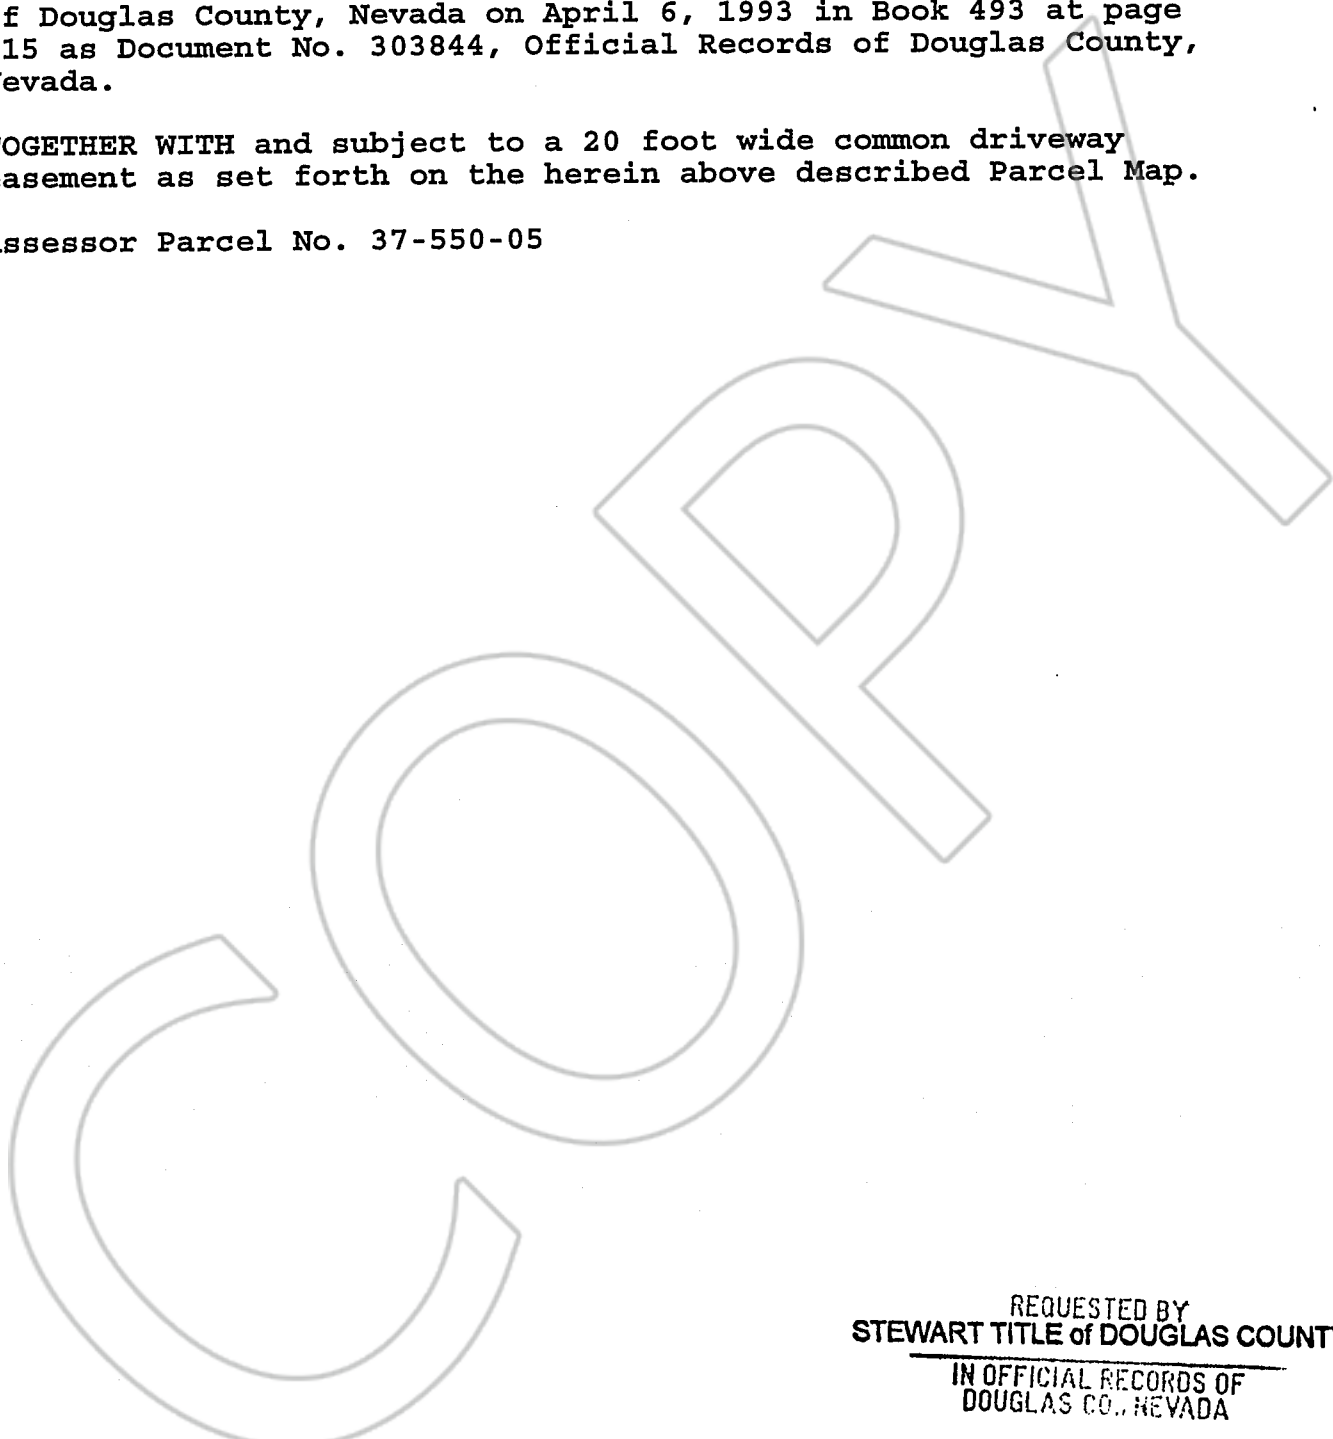 f Douglas County, Nevada on April 6, 1993 in Book 493 at page
15 as Document No. 303844, Official Records of Douglas County,
evada.
OGETHER WITH and subject to a 20 foot wide common driveway
asement as set forth on the herein above described Parcel Map.
ssessor Parcel No. 37-550-05
COPY
REQUESTED BY
STEWART TITLE of DOUGLAS COUNT
IN OFFICIAL RECORDS OF
DOUGLAS CO., NEVADA